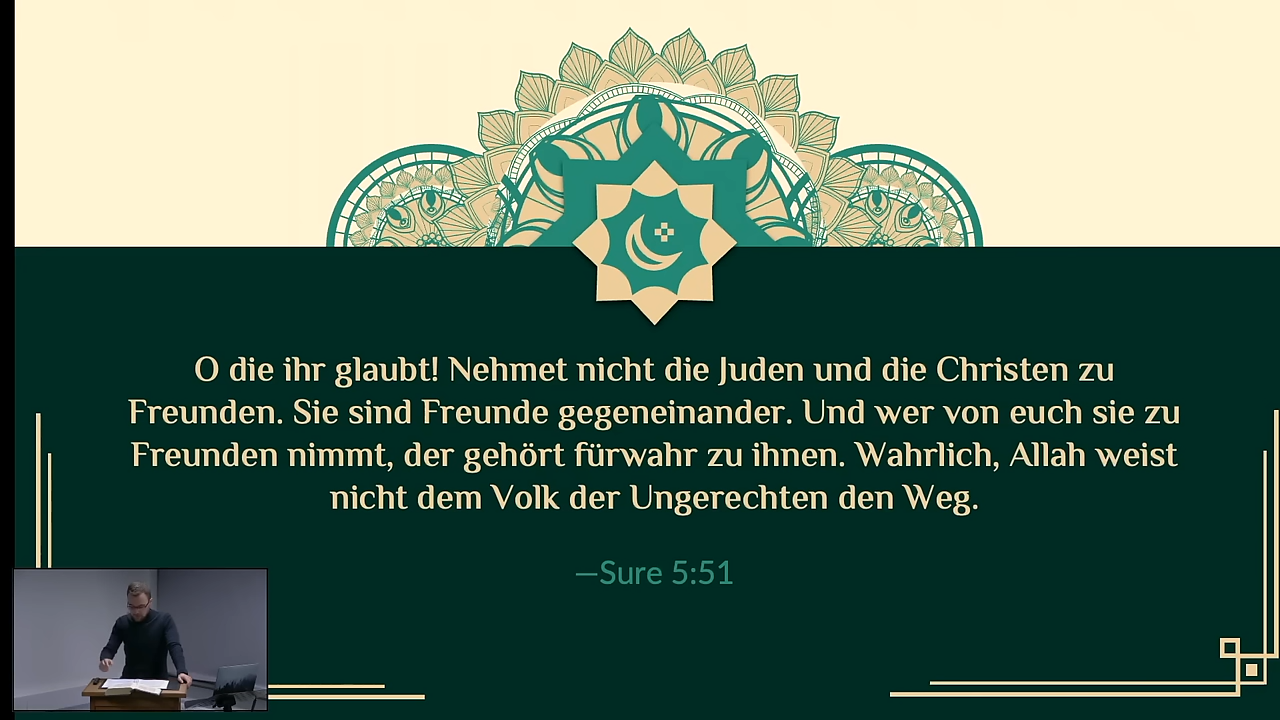 O die ihr glaubt! Nehmet nicht die Juden und die Christen zu
Freunden. Sie sind Freunde gegeneinander. Und wer von euch sie zu
Freunden nimmt, der gehört fürwahr zu ihnen. Wahrlich, Allah weist
nicht dem Volk der Ungerechten den Weg.
—Sure 5:51